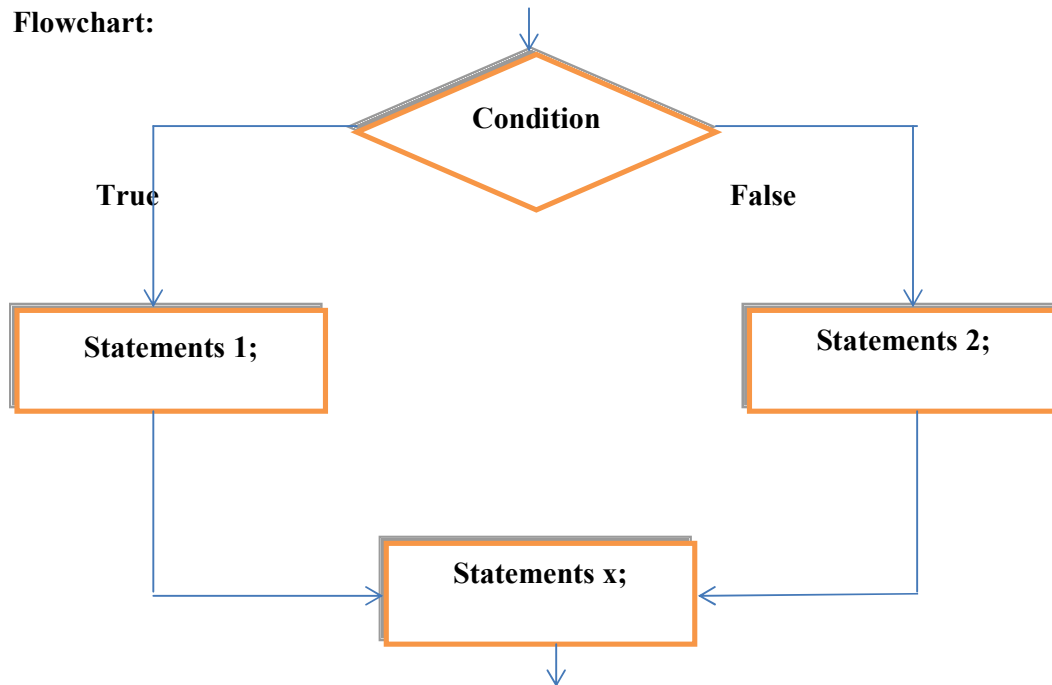 Flowchart:
Condition
True
False
Statements 1;
Statements 2;
Statements x;